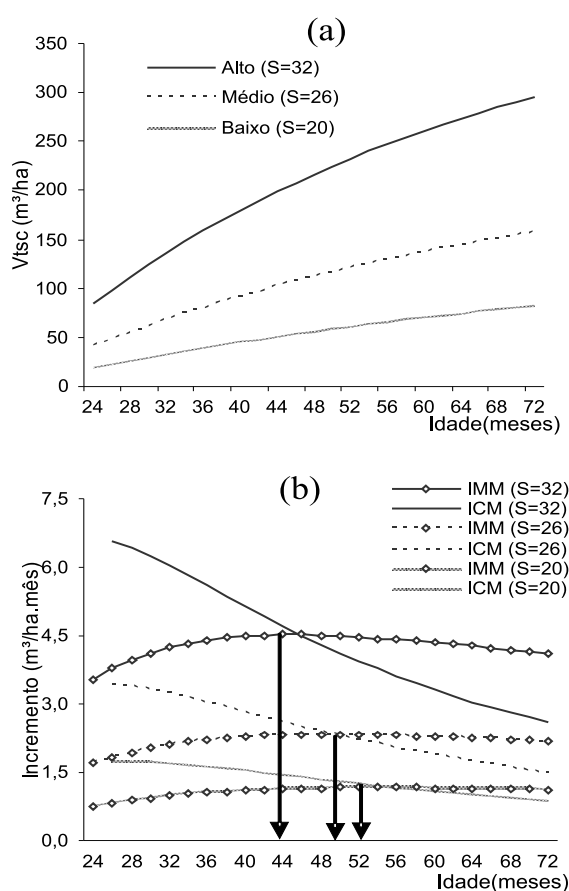 (a)
350
300
250
200
150
100
50
0
Vtsc (m³/ha)
Alto (S=32)
Médio (S=26)
Baixo (S=20)
24 28 32 36 40 44 48 52 56 60 64 68 72
Idade(meses)
(b)
IMM (S=32)
ICM (S=32)
IMM (S=26)
ICM (S=26)
IMM (S=20)
ICM (S=20)
7,5
6,0
4,5
3,0
1,5
0,0
Incremento (m³/ha.mês)
24 28 32 36 40 44 48 52 56 60 64 68 72
Idade(meses)